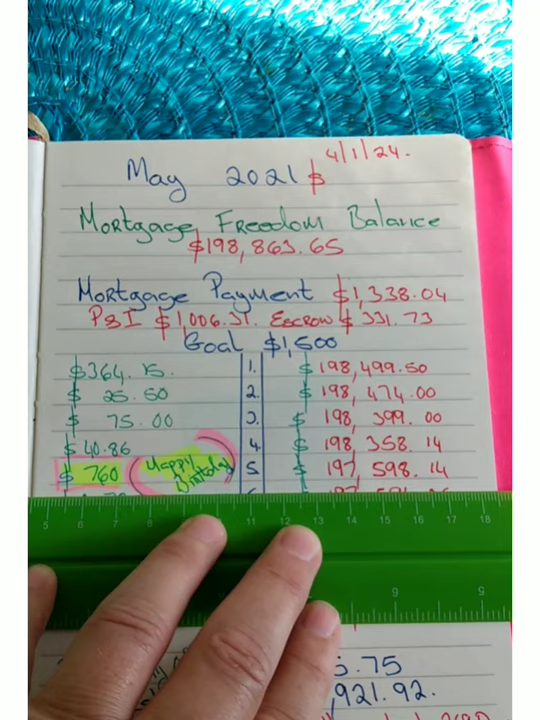 4/1/24.
May 2021 $
Mortgage Freedom Balance
$198,863.65
Mortgage Payment $1,338.04
P&I $1,006.31. Escrow $331.73
Goal $1,500
$364.15. 1. $198,499.50
$ 25.50 2. $198,474.00
$ 75.00 3. $198,399.00
$40.86 4. $198 358.14
$ 760 Happy Birthday 5. $197,598.14
5 6 7 8 11 12 13 14 15 16 17 18
6 5
5.75
,921.92.